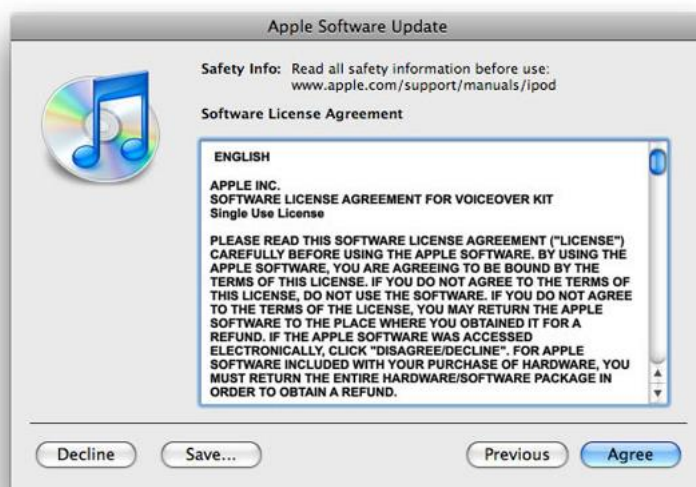 Apple Software Update
Safety Info: Read all safety information before use:
www.apple.com/support/manuals/ipod
Software License Agreement
ENGLISH
APPLE INC.
SOFTWARE LICENSE AGREEMENT FOR VOICEOVER KIT
Single Use License
PLEASE READ THIS SOFTWARE LICENSE AGREEMENT ("LICENSE")
CAREFULLY BEFORE USING THE APPLE SOFTWARE. BY USING THE
APPLE SOFTWARE, YOU ARE AGREEING TO BE BOUND BY THE
TERMS OF THIS LICENSE. IF YOU DO NOT AGREE TO THE TERMS OF
THIS LICENSE, DO NOT USE THE SOFTWARE. IF YOU DO NOT AGREE
TO THE TERMS OF THE LICENSE, YOU MAY RETURN THE APPLE
SOFTWARE TO THE PLACE WHERE YOU OBTAINED IT FOR A
REFUND. IF THE APPLE SOFTWARE WAS ACCESSED
ELECTRONICALLY, CLICK "DISAGREE/DECLINE". FOR APPLE
SOFTWARE INCLUDED WITH YOUR PURCHASE OF HARDWARE, YOU
MUST RETURN THE ENTIRE HARDWARE/SOFTWARE PACKAGE IN
ORDER TO OBTAIN A REFUND.
Decline Save... Previous Agree